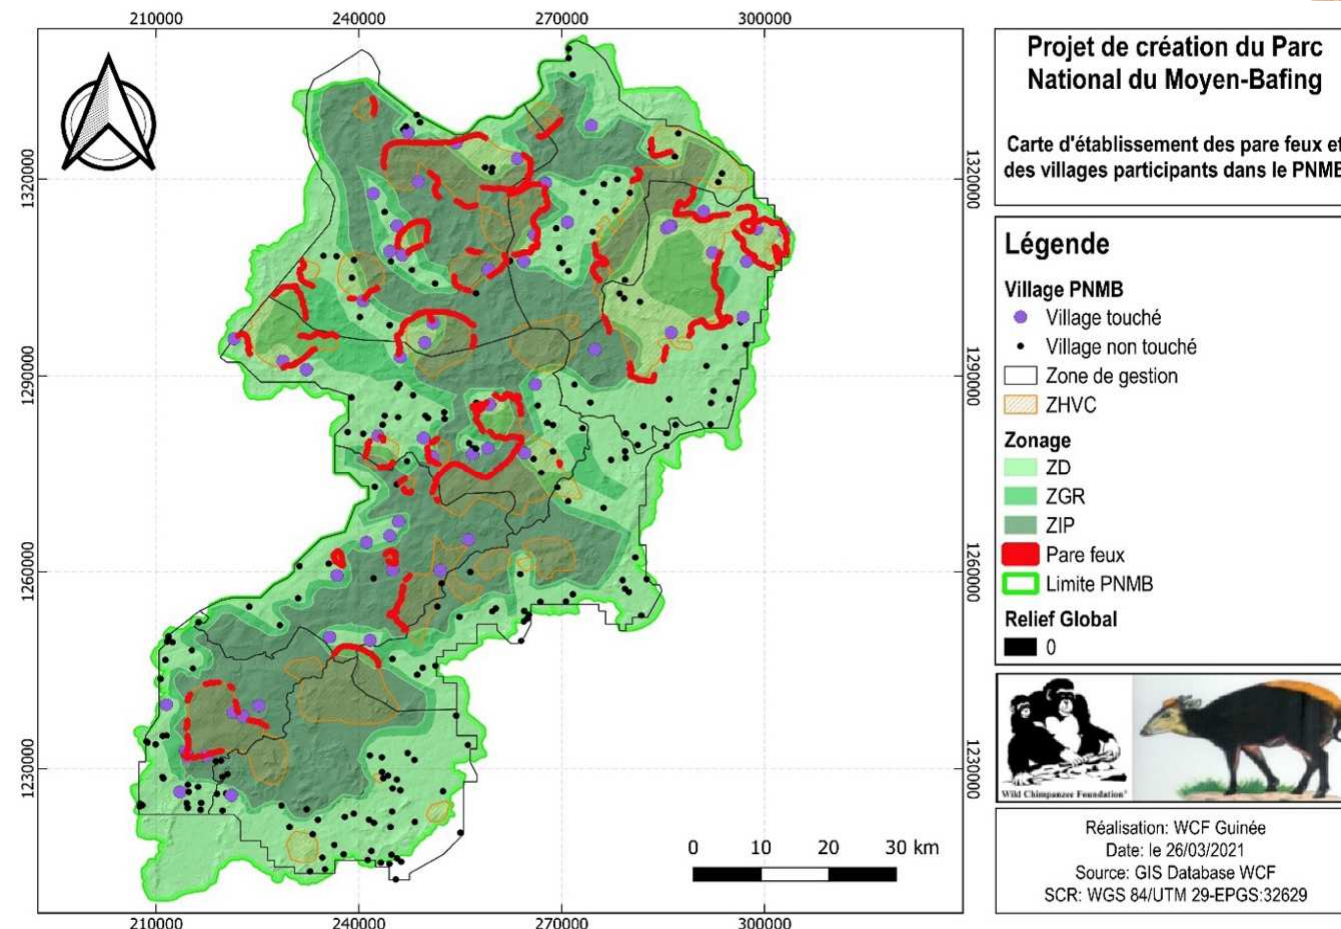 210000 240000 270000 300000
1320000
1290000
1260000
1230000
1320000
1290000
1260000
1230000
0 10 20 30 km
210000 240000 270000 300000
Projet de création du Parc
National du Moyen-Bafing
Carte d'établissement des pare feux et
des villages participants dans le PNMB
Légende
Village PNMB
Village touché
Village non touché
Zone de gestion
ZHVC
Zonage
ZD
ZGR
ZIP
Pare feux
Limite PNMB
Relief Global
0
Wild Chimpanzee Foundation
Réalisation: WCF Guinée
Date: le 26/03/2021
Source: GIS Database WCF
SCR: WGS 84/UTM 29-EPGS:32629